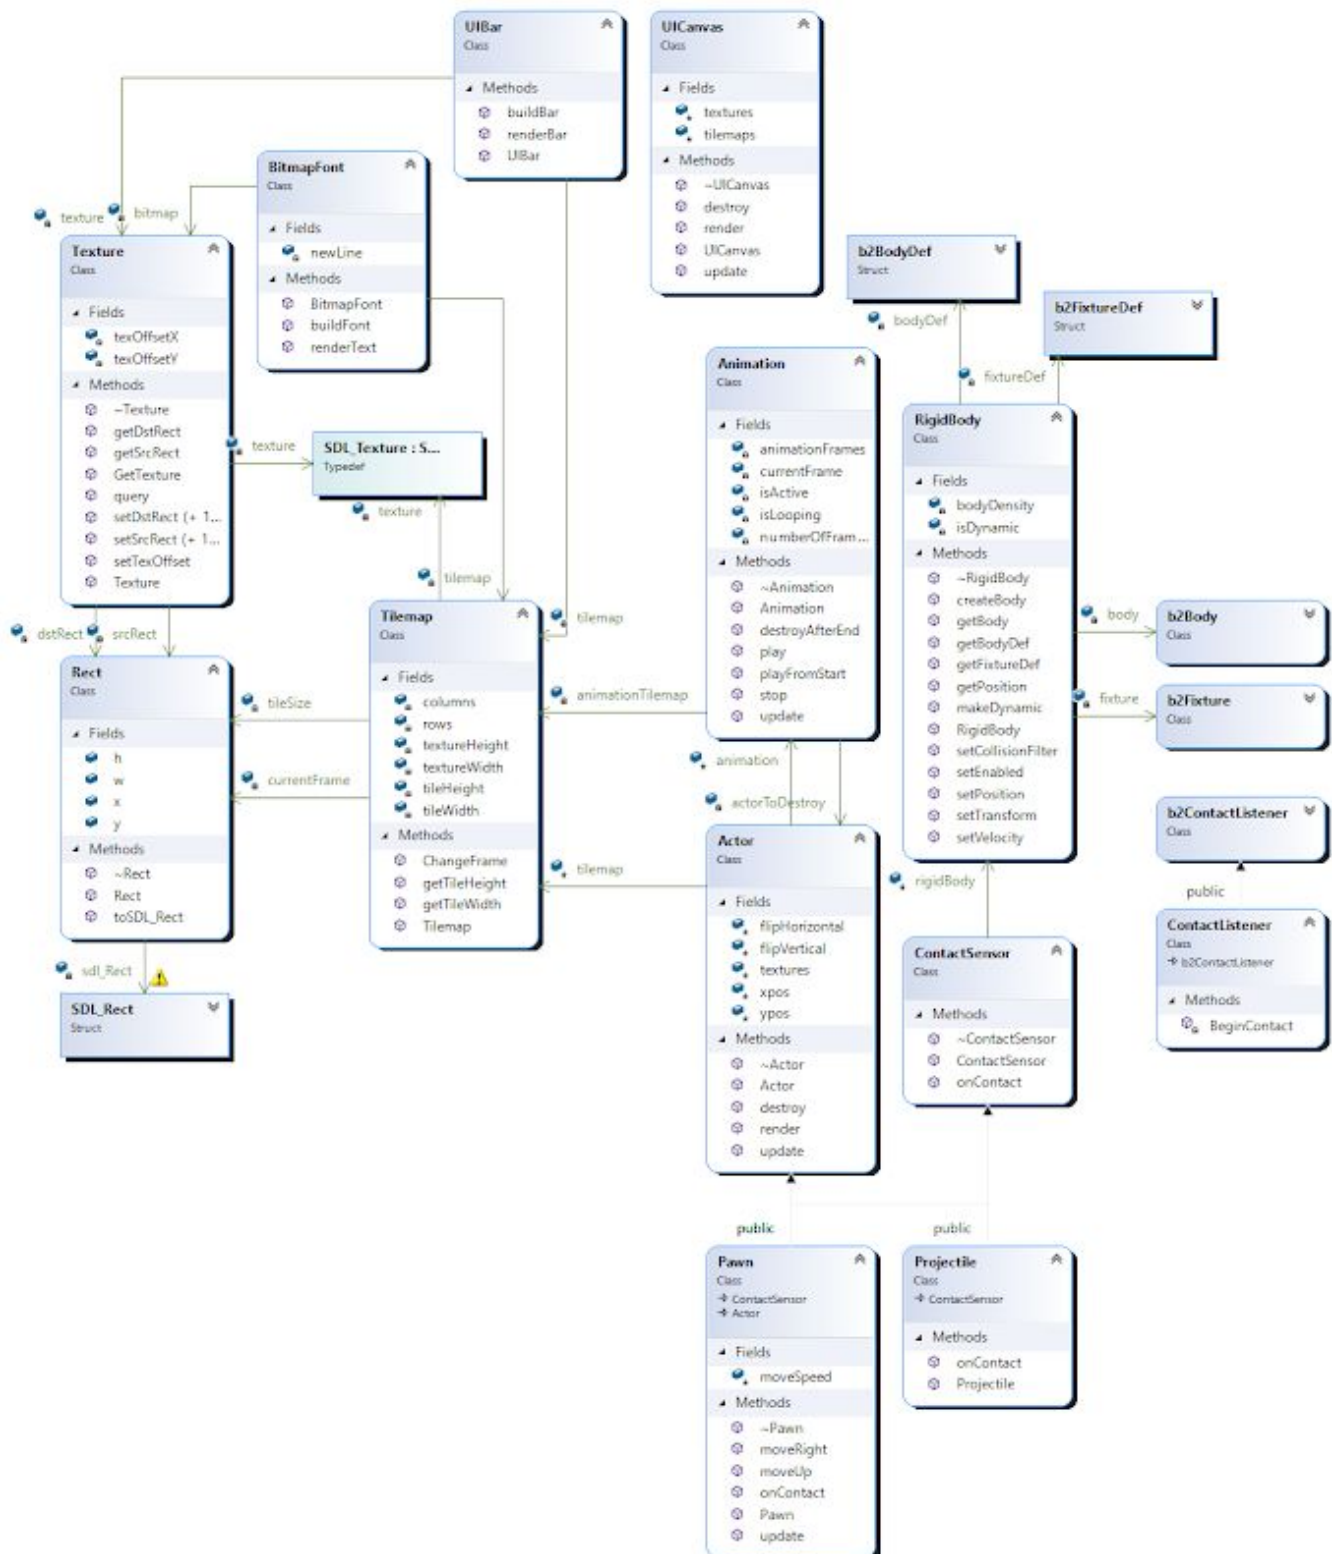 UIBar
Class
Methods
buildBar
renderBar
UIBar
UICanvas
Class
Fields
textures
tilemaps
Methods
~UICanvas
destroy
render
UICanvas
update
BitmapFont
Class
Fields
newLine
Methods
BitmapFont
buildFont
renderText
texture
bitmap
Texture
Class
Fields
texOffsetX
texOffsetY
Methods
~Texture
getDstRect
getSrcRect
GetTexture
query
setDstRect (+ 1...
setSrcRect (+ 1...
setTexOffset
Texture
texture
SDL_Texture : S...
Typedef
texture
tilemap
tilemap
b2BodyDef
Struct
bodyDef
b2FixtureDef
Struct
fixtureDef
Animation
Class
Fields
animationFrames
currentFrame
isActive
isLooping
numberOfFram...
Methods
~Animation
Animation
destroyAfterEnd
play
playFromStart
stop
update
RigidBody
Class
Fields
bodyDensity
isDynamic
Methods
~RigidBody
createBody
getBody
getBodyDef
getFixtureDef
getPosition
makeDynamic
RigidBody
setCollisionFilter
setEnabled
setPosition
setTransform
setVelocity
body
b2Body
Class
fixture
b2Fixture
Class
dstRect
srcRect
Rect
Class
Fields
h
w
x
y
Methods
~Rect
Rect
toSDL_Rect
tileSize
currentFrame
Tilemap
Class
Fields
columns
rows
textureHeight
textureWidth
tileHeight
tileWidth
Methods
ChangeFrame
getTileHeight
getTileWidth
Tilemap
animationTilemap
animation
actorToDestroy
tilemap
Actor
Class
Fields
flipHorizontal
flipVertical
textures
xpos
ypos
Methods
~Actor
Actor
destroy
render
update
rigidBody
b2ContactListener
Class
public
ContactListener
Class
b2ContactListener
Methods
BeginContact
ContactSensor
Class
Methods
~ContactSensor
ContactSensor
onContact
sdl_Rect
SDL_Rect
Struct
public
public
Pawn
Class
ContactSensor
Actor
Fields
moveSpeed
Methods
~Pawn
moveRight
moveUp
onContact
Pawn
update
Projectile
Class
ContactSensor
Methods
onContact
Projectile